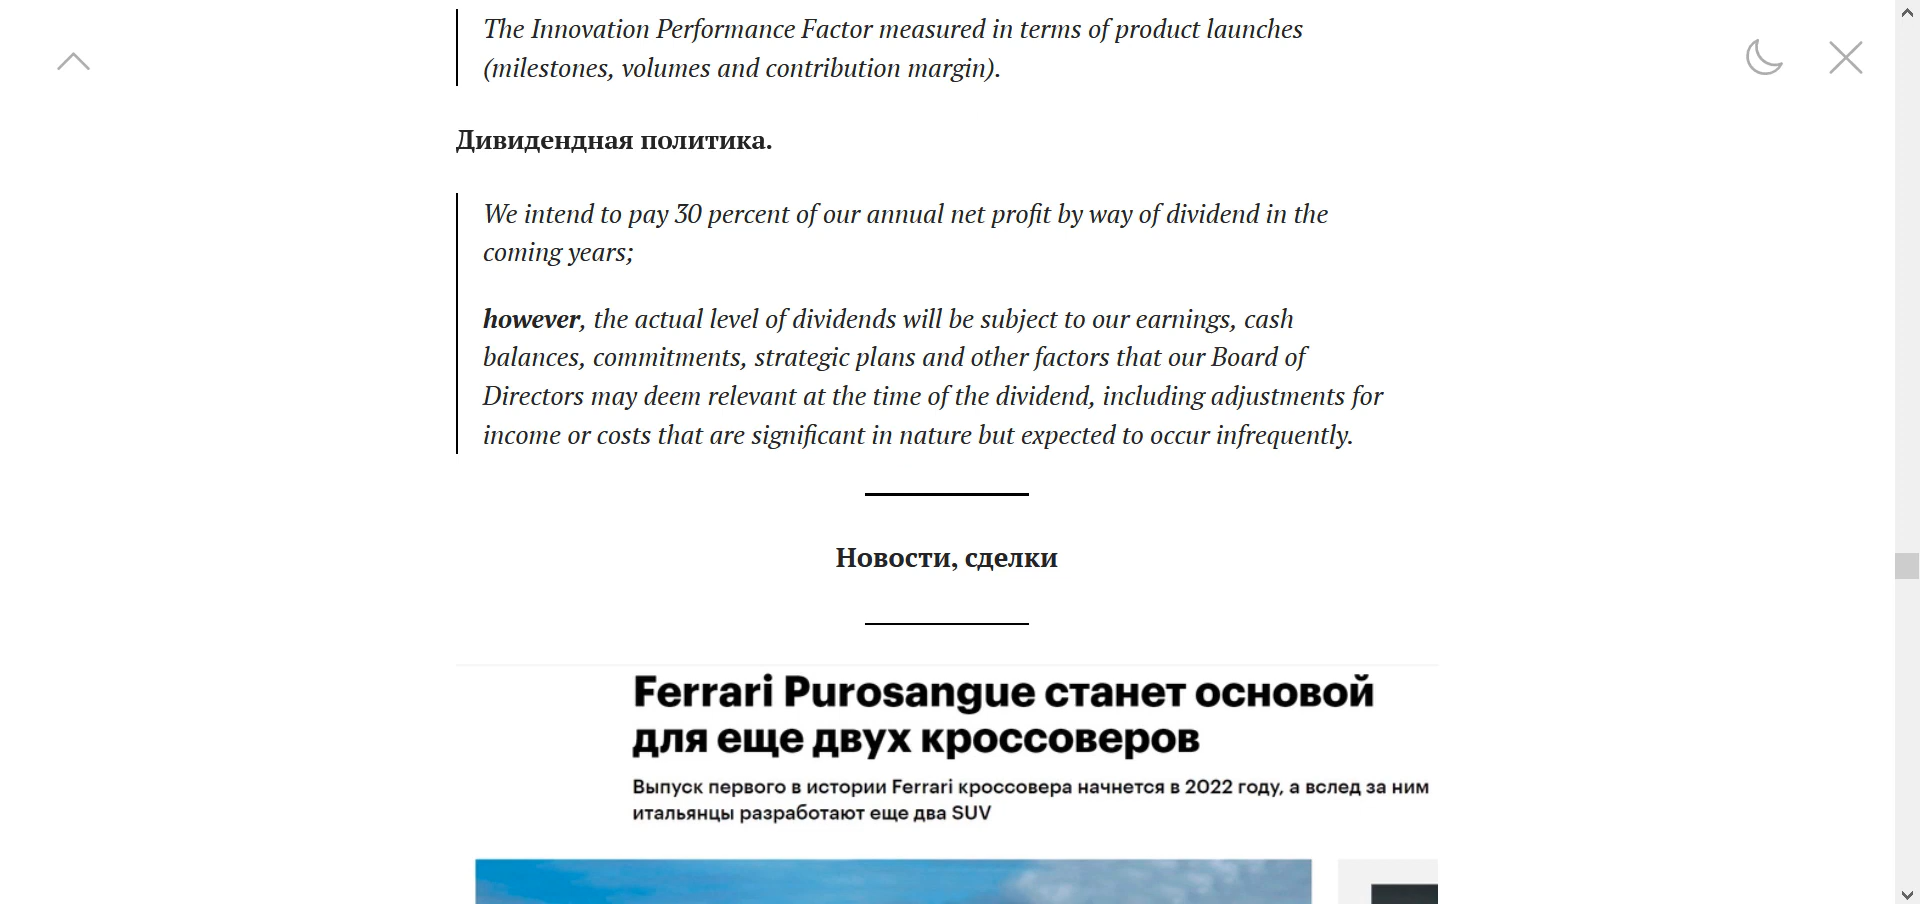 The Innovation Performance Factor measured in terms of product launches
(milestones, volumes and contribution margin).
Дивидендная политика.
We intend to pay 30 percent of our annual net profit by way of dividend in the
coming years;
however, the actual level of dividends will be subject to our earnings, cash
balances, commitments, strategic plans and other factors that our Board of
Directors may deem relevant at the time of the dividend, including adjustments for
income or costs that are significant in nature but expected to occur infrequently.
Новости, сделки
Ferrari Purosangue станет основой
для еще двух кроссоверов
Выпуск первого в истории Ferrari кроссовера начнется в 2022 году, а вслед за ним
итальянцы разработают еще два SUV